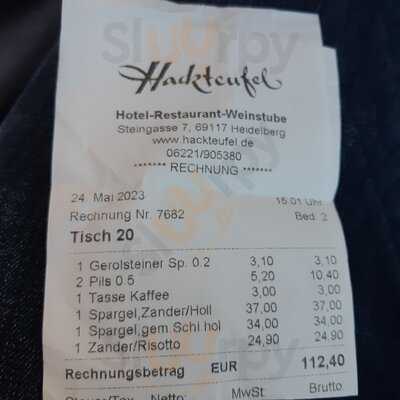 Hackteufel
Hotel-Restaurant-Weinstube
Steingasse 7, 69117 Heidelberg
www.hackteufel.de
06221/905380
******* RECHNUNG *******
24. Mai 2023 15:01 Uhr
Rechnung Nr. 7682 Bed. 2
Tisch 20
1 Gerolsteiner Sp. 0.2 3,10 3,10
2 Pils 0.5 5,20 10,40
1 Tasse Kaffee 3,00 3,00
1 Spargel,Zander/Holl 37,00 37,00
1 Spargel,gem.Schl hol 34,00 34,00
1 Zander/Risotto 24,90 24,90
Rechnungsbetrag EUR 112,40
Steuer/Tax Netto: MwSt: Brutto